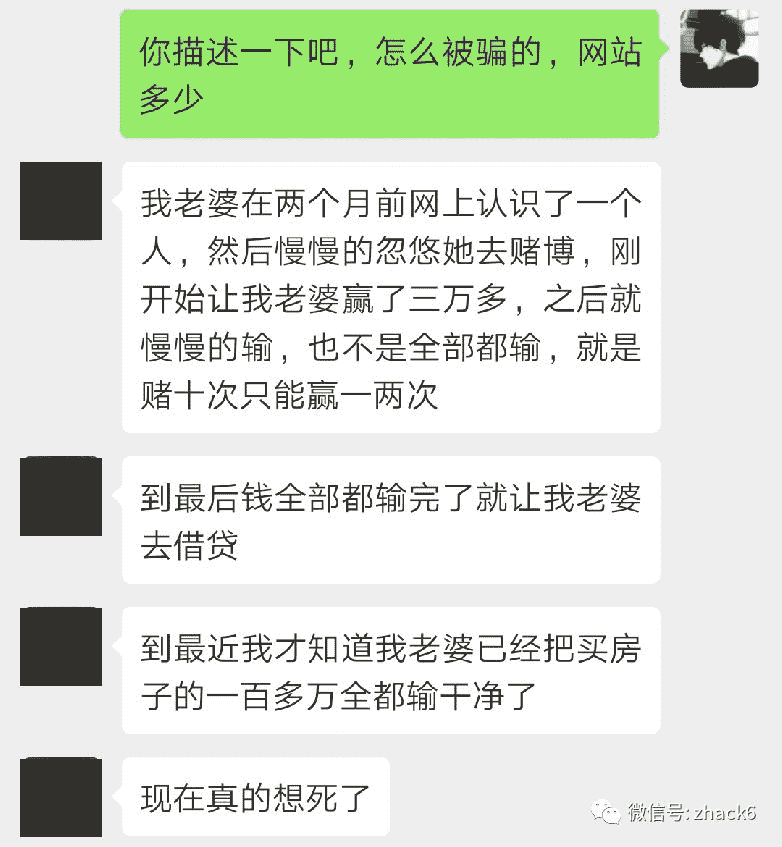 你描述一下吧，怎么被骗的，网站
多少
我老婆在两个月前网上认识了一个
人，然后慢慢的忽悠她去赌博，刚
开始让我老婆赢了三万多，之后就
慢慢的输，也不是全部都输，就是
赌十次只能赢一两次
到最后钱全部都输完了就让我老婆
去借贷
到最近我才知道我老婆已经把买房
子的一百多万全都输干净了
现在真的想死了
微信号: zhack6